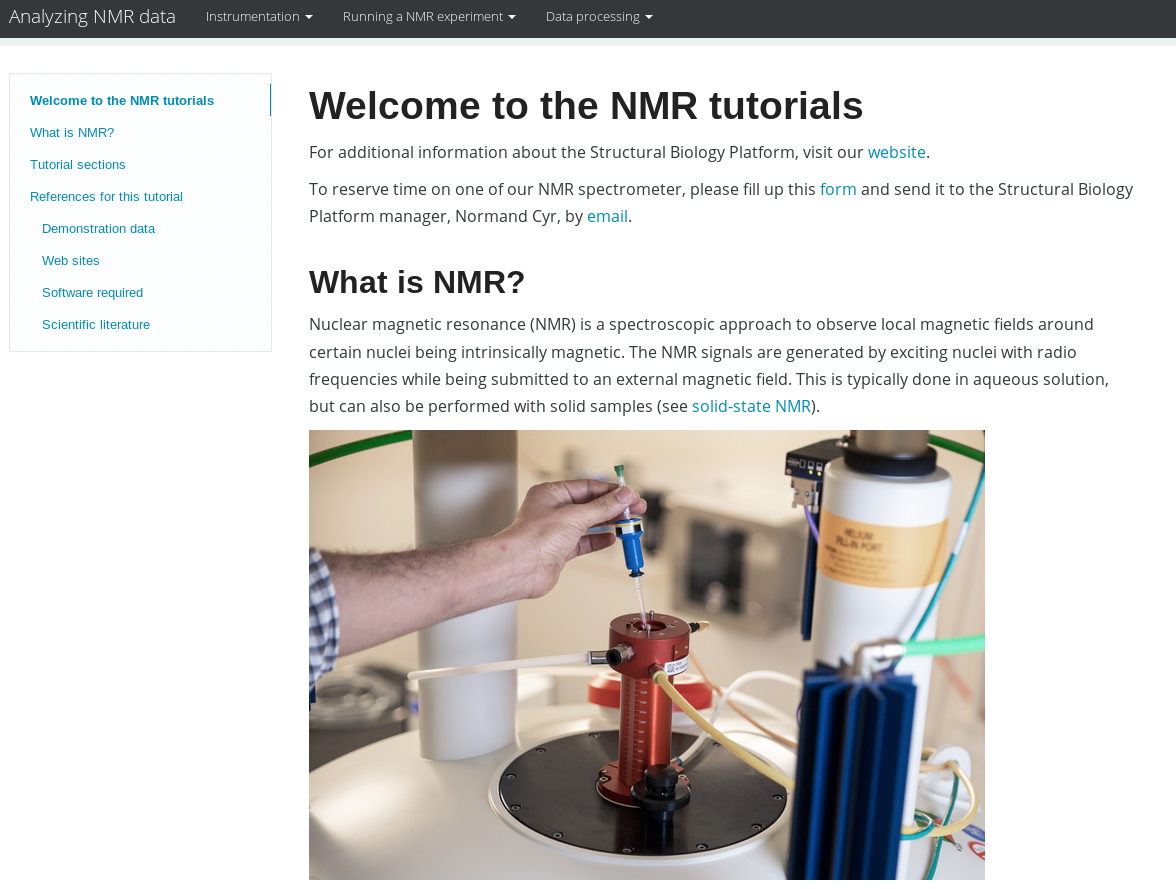 Analyzing NMR data
Instrumentation
Running a NMR experiment
Data processing
Welcome to the NMR tutorials
What is NMR?
Tutorial sections
References for this tutorial
Demonstration data
Web sites
Software required
Scientific literature
Welcome to the NMR tutorials
For additional information about the Structural Biology Platform, visit our website.
To reserve time on one of our NMR spectrometer, please fill up this form and send it to the Structural Biology
Platform manager, Normand Cyr, by email.
What is NMR?
Nuclear magnetic resonance (NMR) is a spectroscopic approach to observe local magnetic fields around
certain nuclei being intrinsically magnetic. The NMR signals are generated by exciting nuclei with radio
frequencies while being submitted to an external magnetic field. This is typically done in aqueous solution,
but can also be performed with solid samples (see solid-state NMR).
HELIUM
FILL-IN PORT